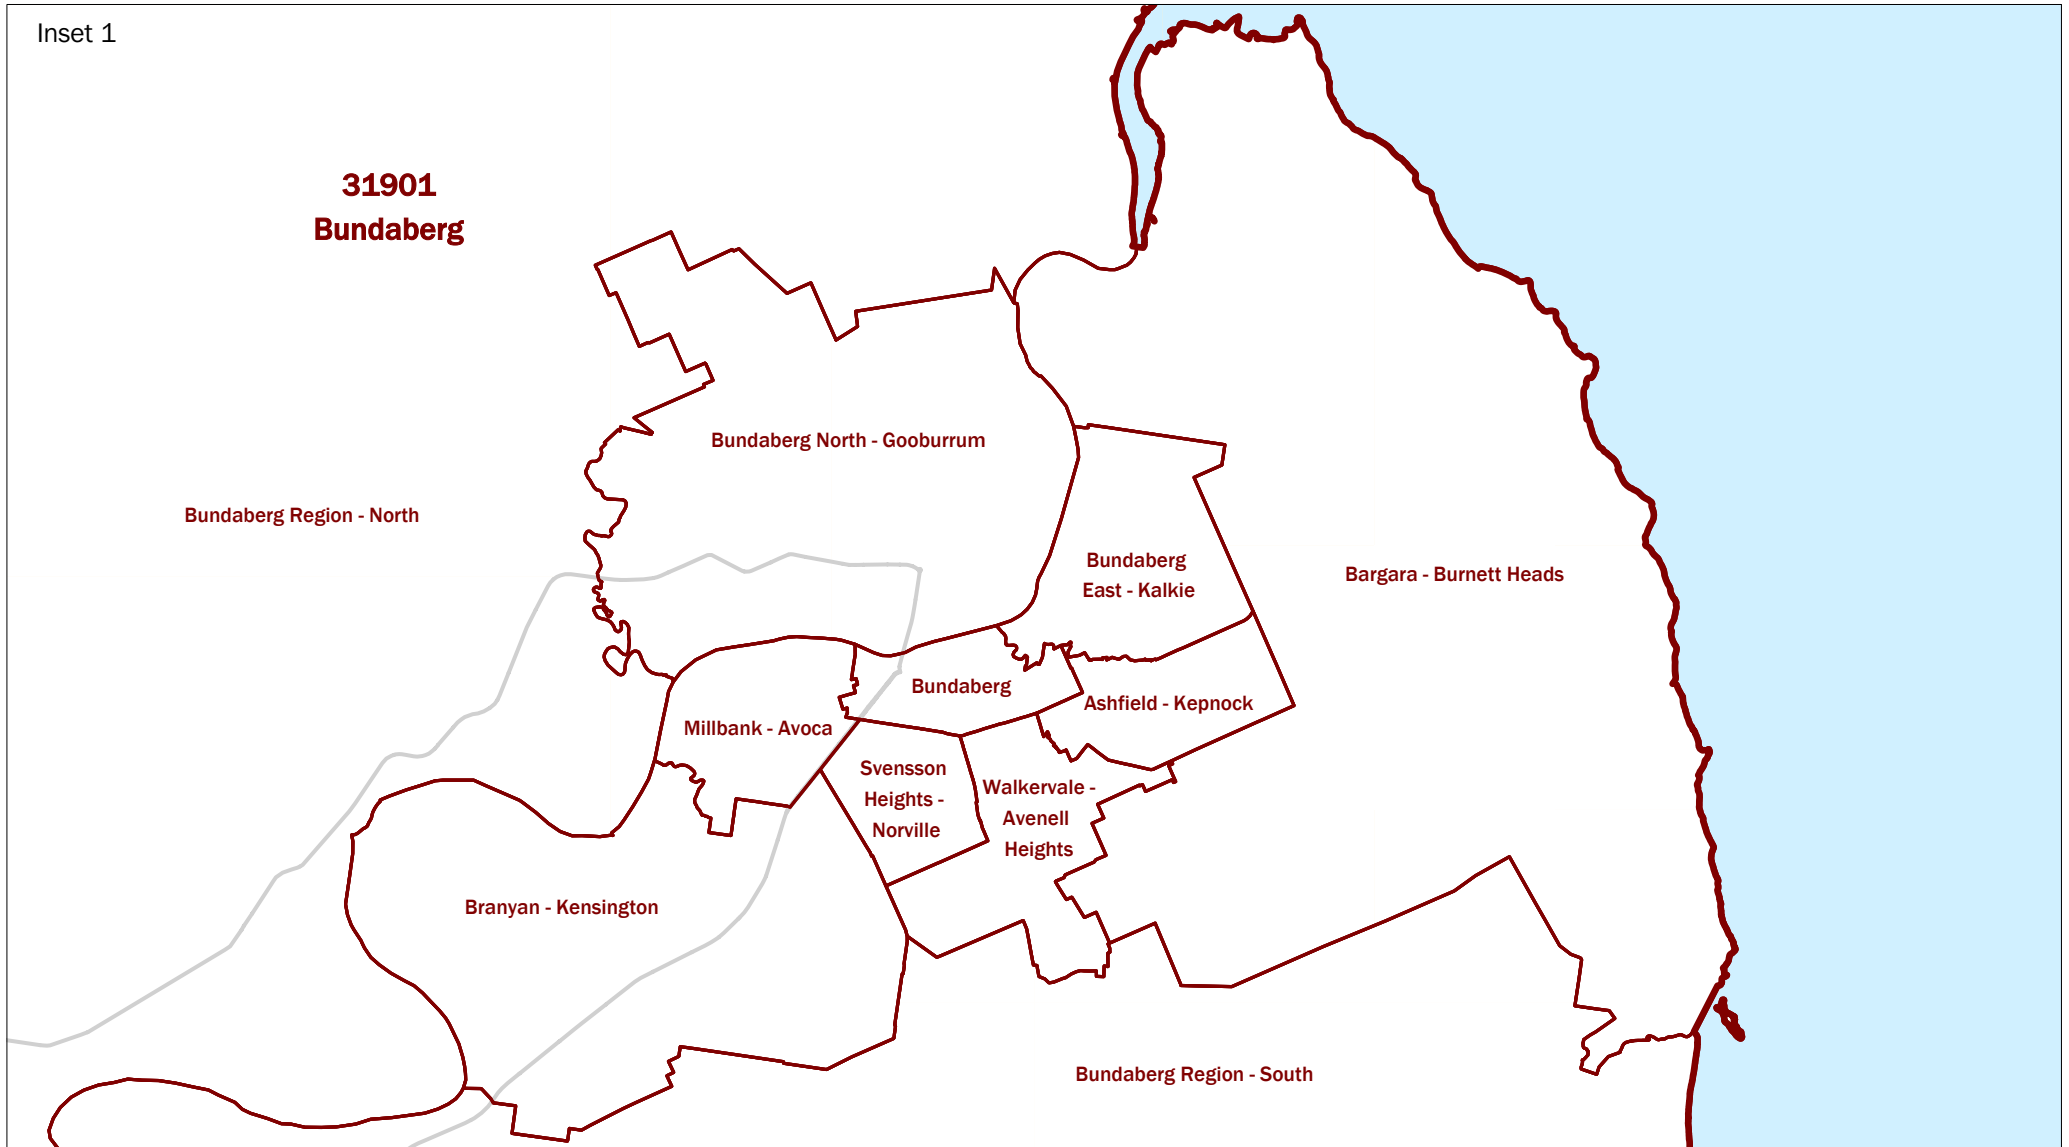 Inset 1
31901
Bundaberg
Bundaberg North - Gooburrum
Bundaberg Region - North
Bundaberg
East - Kalkie
Bargara - Burnett Heads
Bundaberg
Ashfield - Kepnock
Millbank - Avoca
Svensson
Heights -
Norville
Walkervale -
Avenell
Heights
Branyan - Kensington
Bundaberg Region - South